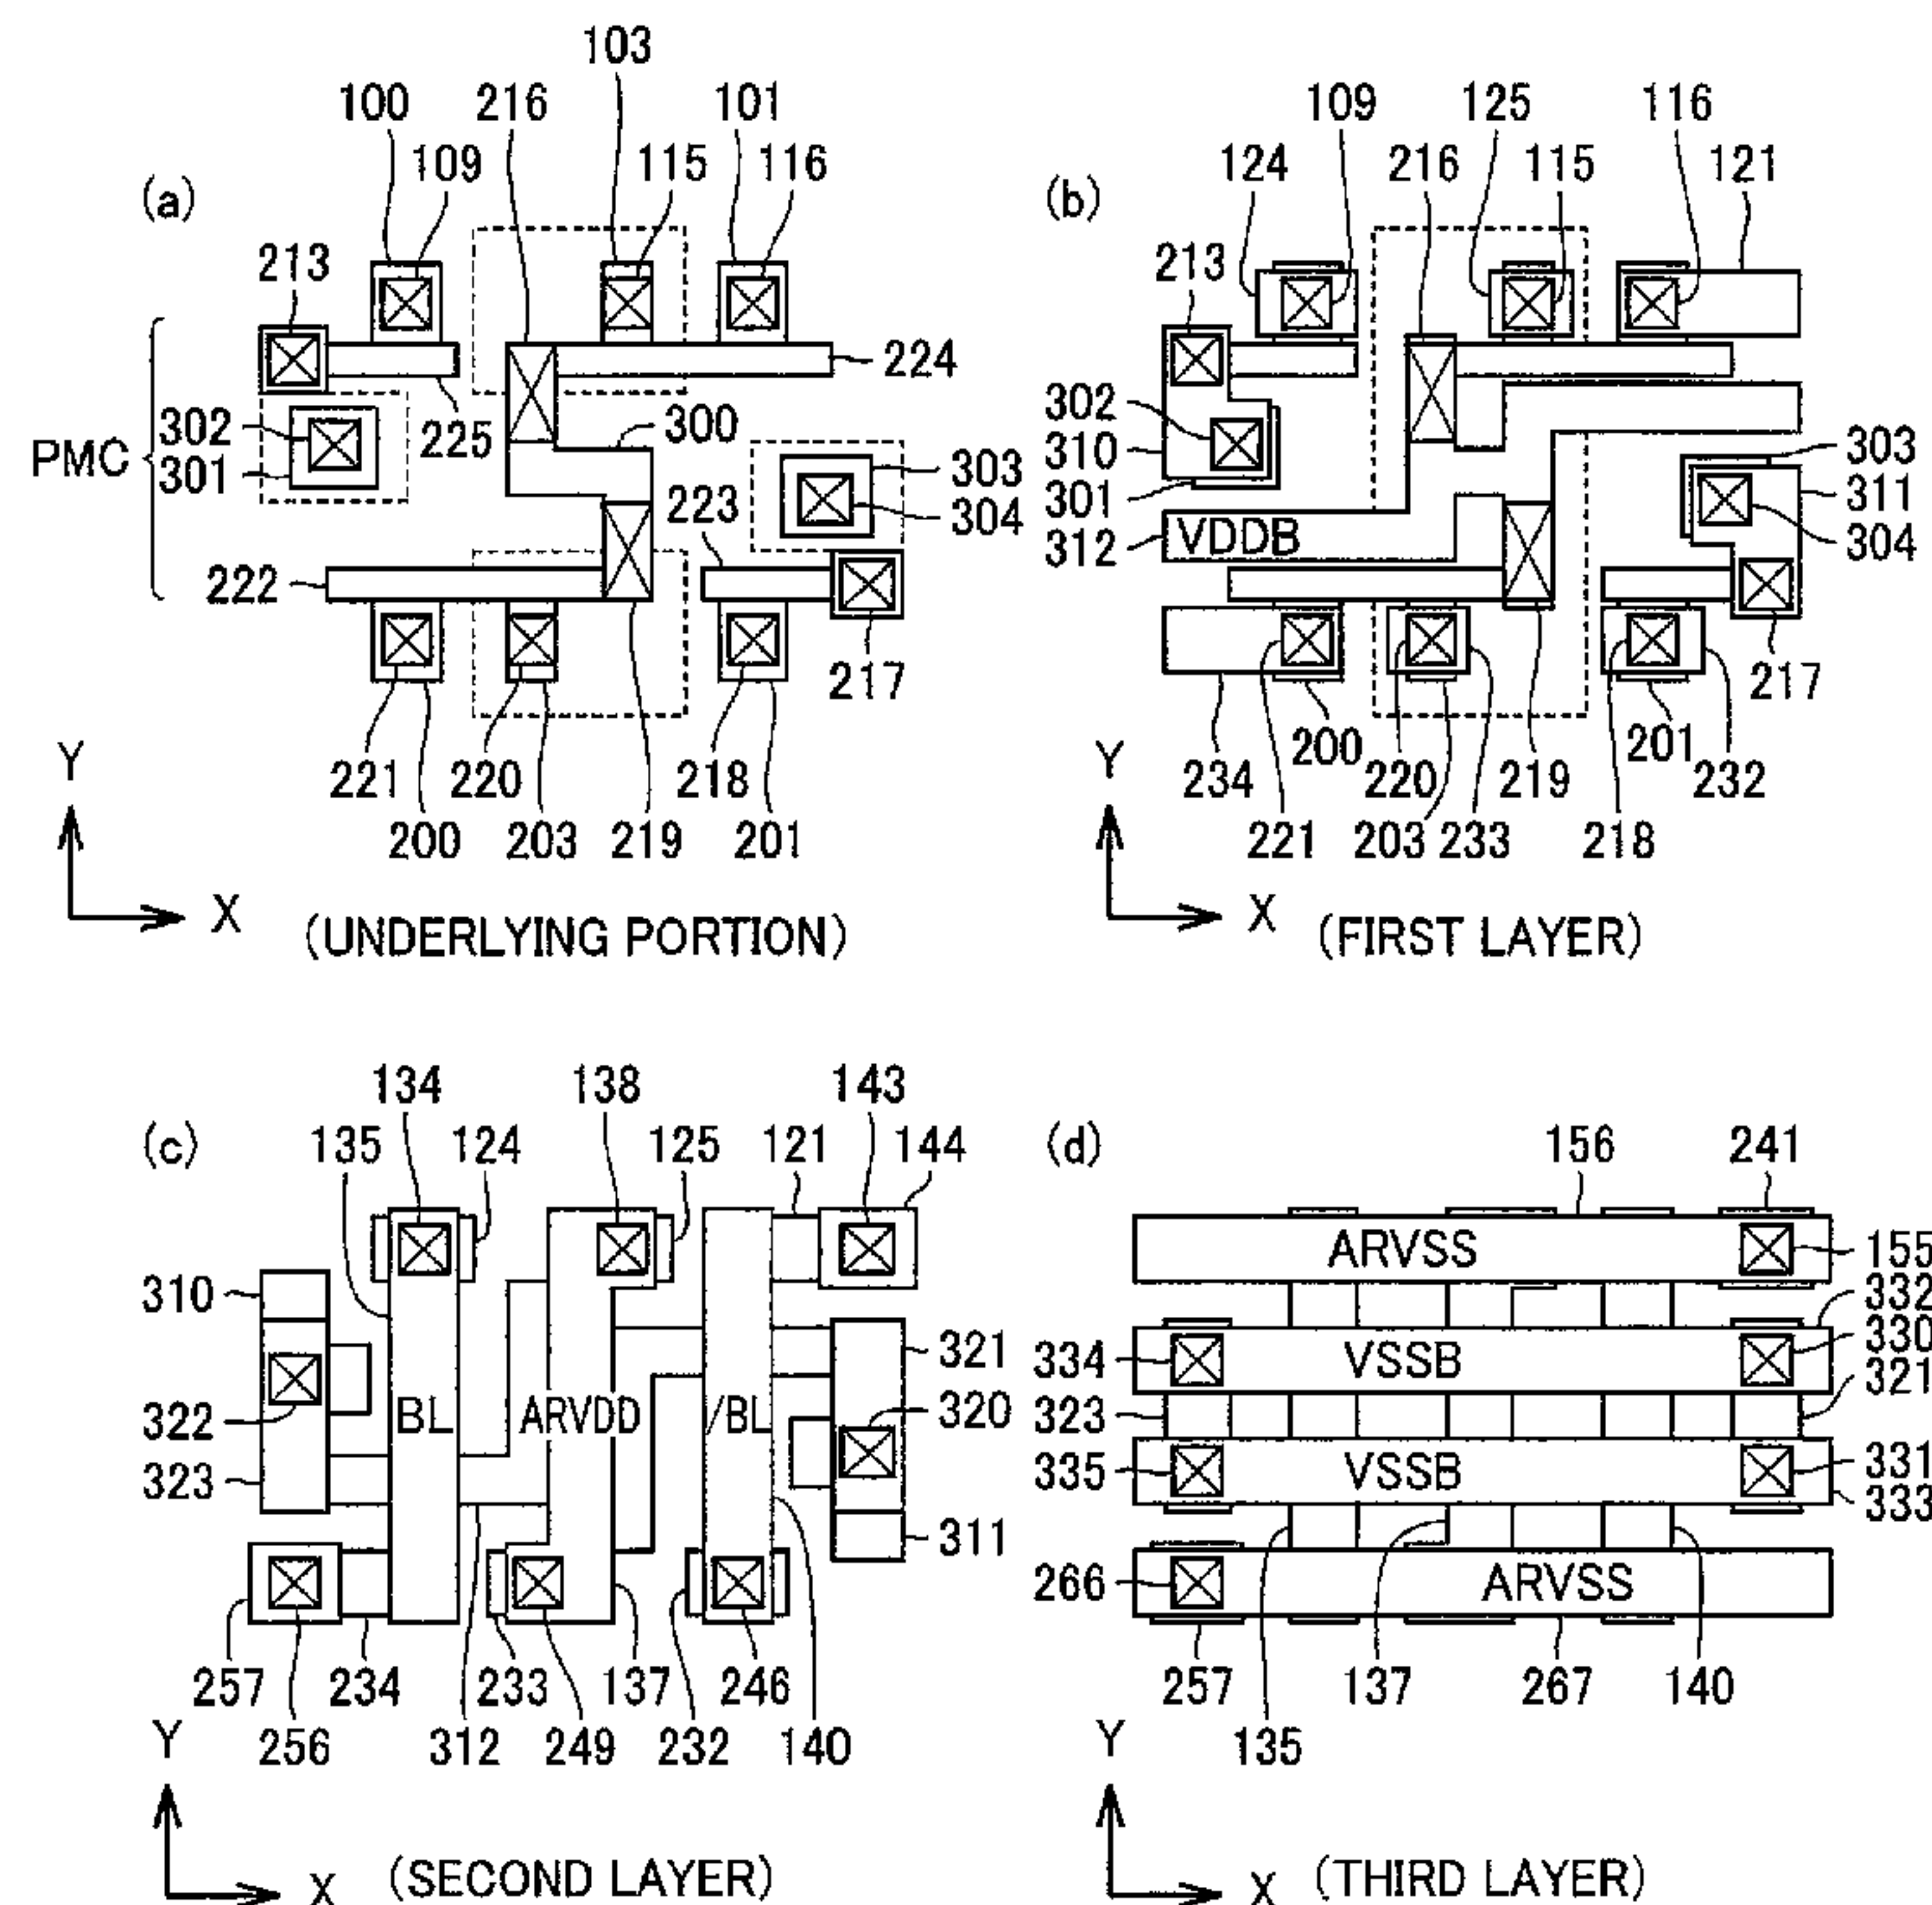 103
100 216 101
109 115 116
(a)
213
224
302
301
225
300
PMC
303
304
223
222
217
221 220 218
200 203 219 201
Y
X
(UNDERLYING PORTION)
109 125 116
124 216 115 121
(b)
213
302
310
301
312
VDDB
303
311
304
217
200 201
234 220 219 232
221 203 233 218
Y
X
(FIRST LAYER)
134 138 143
(c)
135 124 125 121 144
310
322
323
BL
ARVDD
/BL
321
320
311
257 234 233 137 246
256 312 249 232 140
Y
X
(SECOND LAYER)
(d)
156 241
ARVSS
155
332
334
VSSB
330
321
323
335
VSSB
331
333
266
ARVSS
257 137 267 140
135
Y
X
(THIRD LAYER)